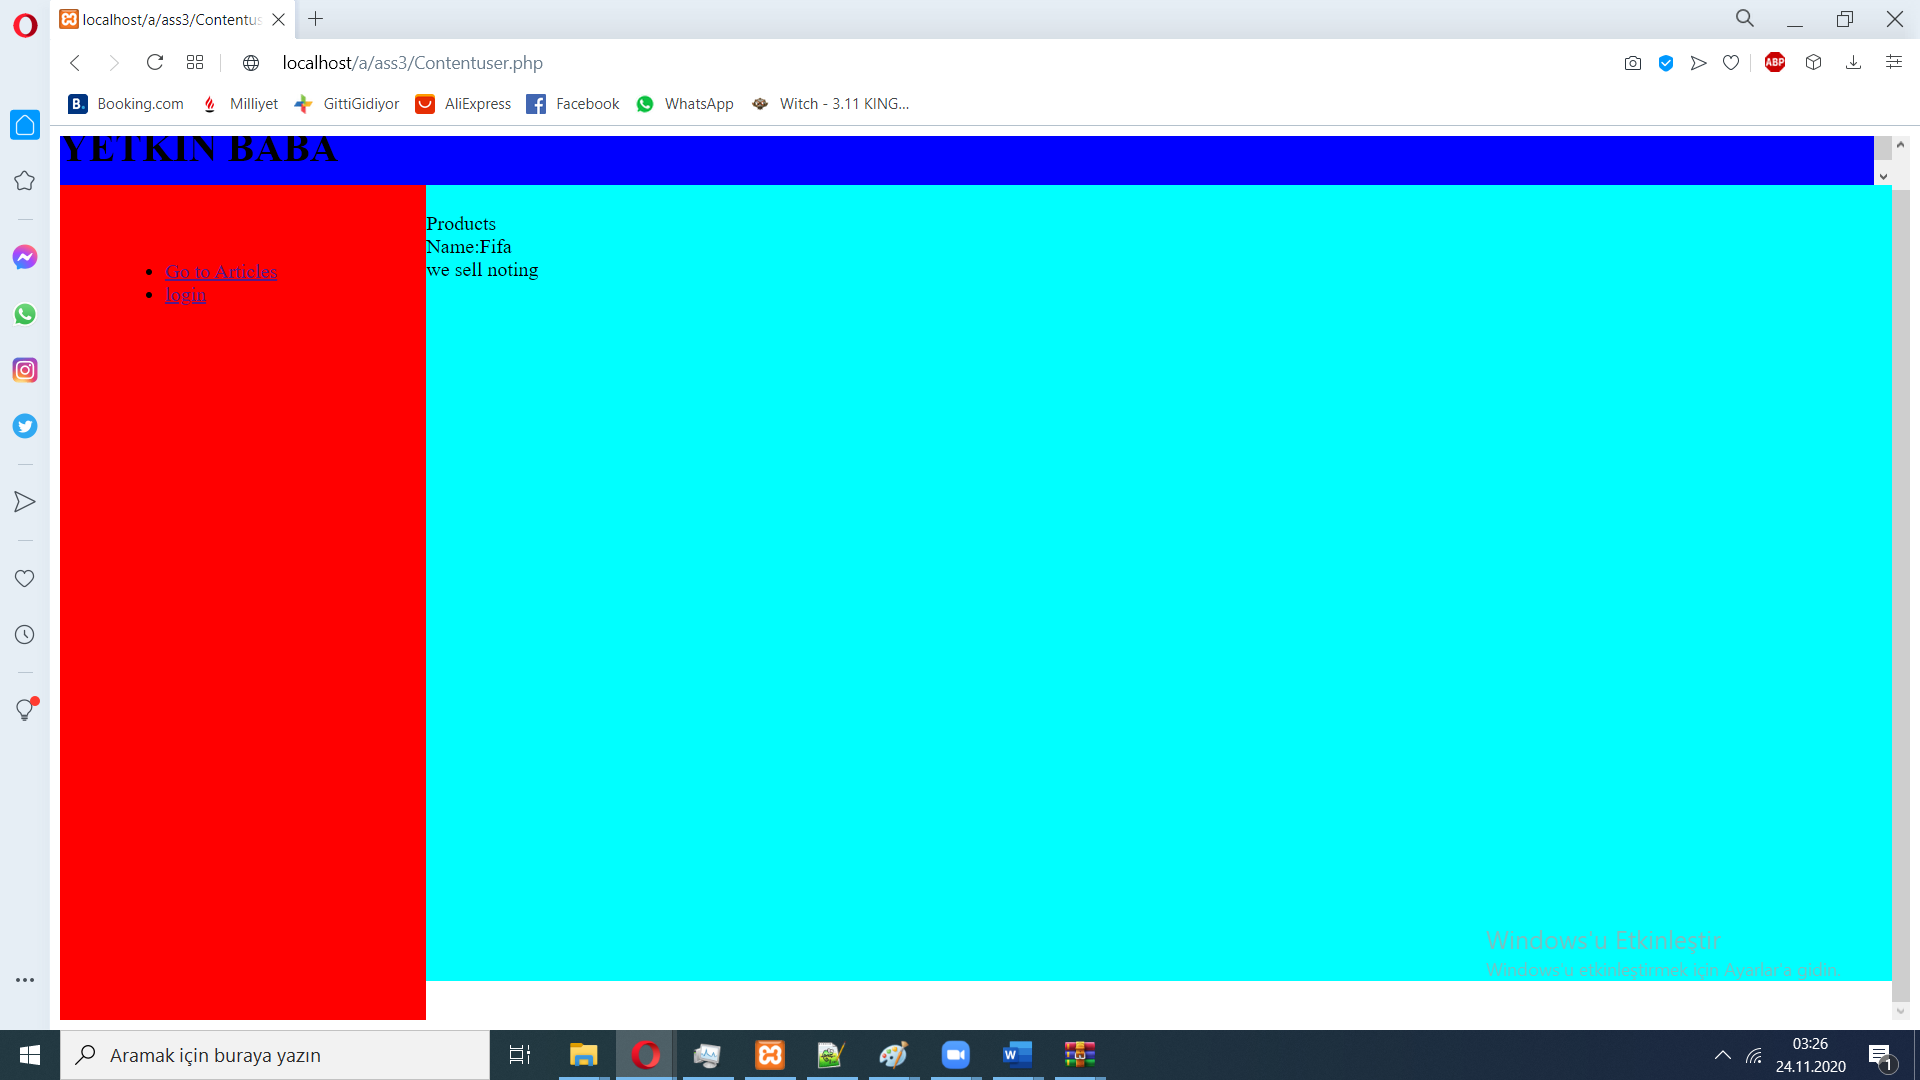 localhost/a/ass3/Contentus
localhost/a/ass3/Contentuser.php
ABP
B. Booking.com Milliyet GittiGidiyor AliExpress Facebook WhatsApp Witch - 3.11 KING...
YETKIN BABA
Go to Articles
login
Products
Name:Fifa
we sell noting
Windows'u Etkinleştir
Windows'u etkinleştirmek için Ayarlar'a gidin.
Aramak için buraya yazın
W
03:26
24.11.2020
1